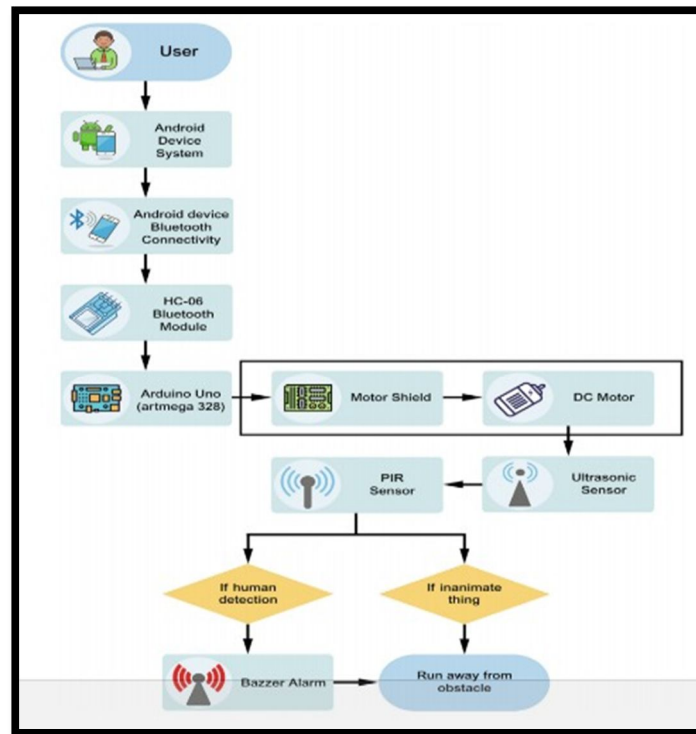 User
Android
Device
System
Android device
Bluetooth
Connectivity
HC-06
Bluetooth
Module
Arduino Uno
(artmega 328)
Motor Shield
DC Motor
PIR
Sensor
Ultrasonic
Sensor
If human
detection
If inanimate
thing
Bazzer Alarm
Run away from
obstacle